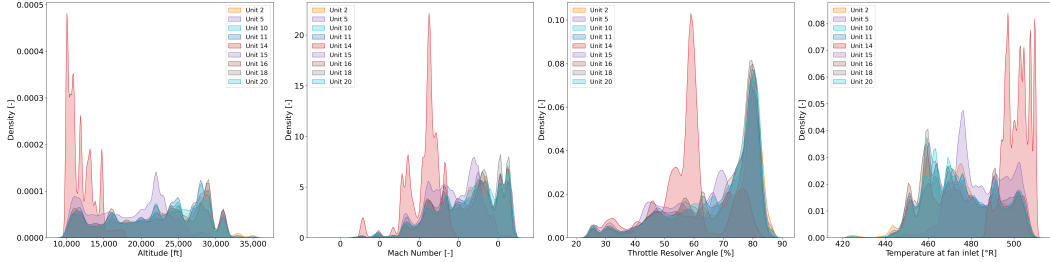 Density [-]
0.0005
0.0004
0.0003
0.0002
0.0001
0.0000
10,000 15,000 20,000 25,000 30,000 35,000
Altitude [ft]
Unit 2
Unit 5
Unit 10
Unit 11
Unit 14
Unit 15
Unit 16
Unit 18
Unit 20
Density [-]
20
15
10
5
0
0 0 0 0 0
Mach Number [-]
Unit 2
Unit 5
Unit 10
Unit 11
Unit 14
Unit 15
Unit 16
Unit 18
Unit 20
Density [-]
0.10
0.08
0.06
0.04
0.02
0.00
20 30 40 50 60 70 80 90
Throttle Resolver Angle [%]
Unit 2
Unit 5
Unit 10
Unit 11
Unit 14
Unit 15
Unit 16
Unit 18
Unit 20
Density [-]
0.08
0.07
0.06
0.05
0.04
0.03
0.02
0.01
0.00
420 440 460 480 500
Temperature at fan inlet [°R]
Unit 2
Unit 5
Unit 10
Unit 11
Unit 14
Unit 15
Unit 16
Unit 18
Unit 20